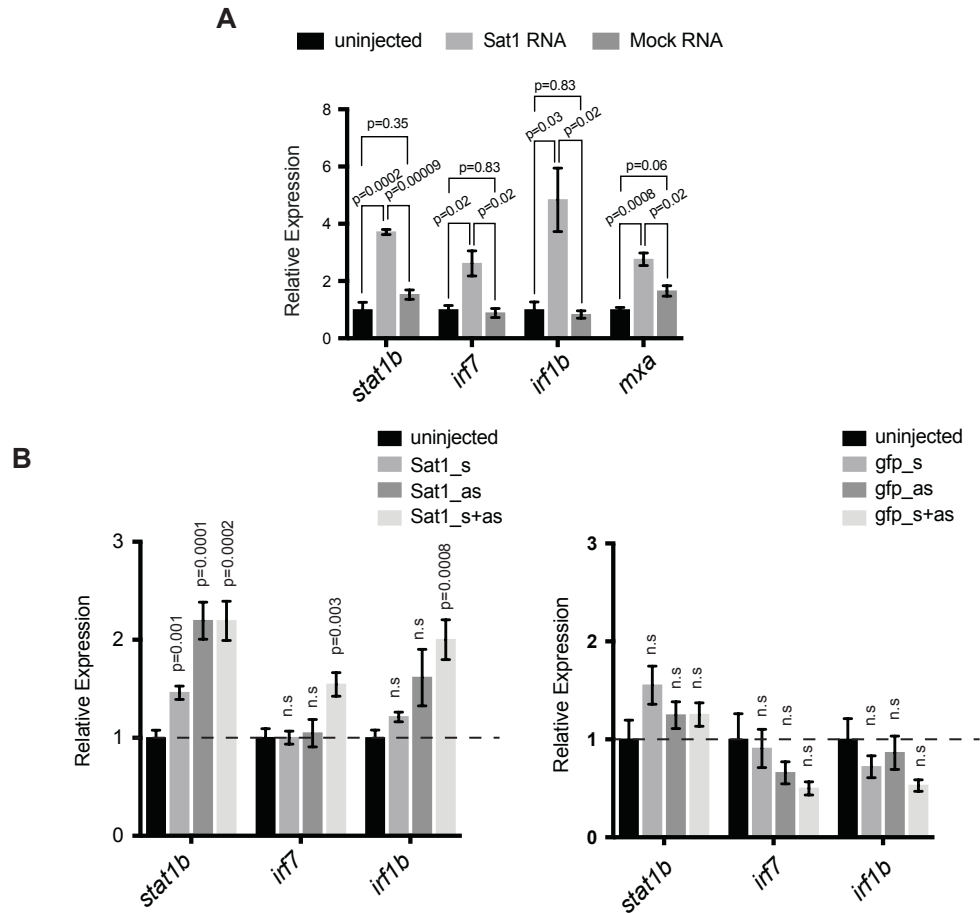 A
uninjected Sat1 RNA Mock RNA
Relative Expression
8
6
4
2
0
p=0.35
p=0.0002
p=0.00009
p=0.83
p=0.02
p=0.02
p=0.83
p=0.03
p=0.02
p=0.06
p=0.0008
p=0.02
stat1b irf7 irf1b mxa
B
uninjected
Sat1_s
Sat1_as
Sat1_s+as
Relative Expression
3
2
1
0
p=0.001
p=0.0001
p=0.0002
n.s
n.s
p=0.003
n.s
n.s
p=0.0008
stat1b irf7 irf1b
uninjected
gfp_s
gfp_as
gfp_s+as
Relative Expression
3
2
1
0
n.s
n.s
n.s
n.s
n.s
n.s
n.s
n.s
n.s
stat1b irf7 irf1b